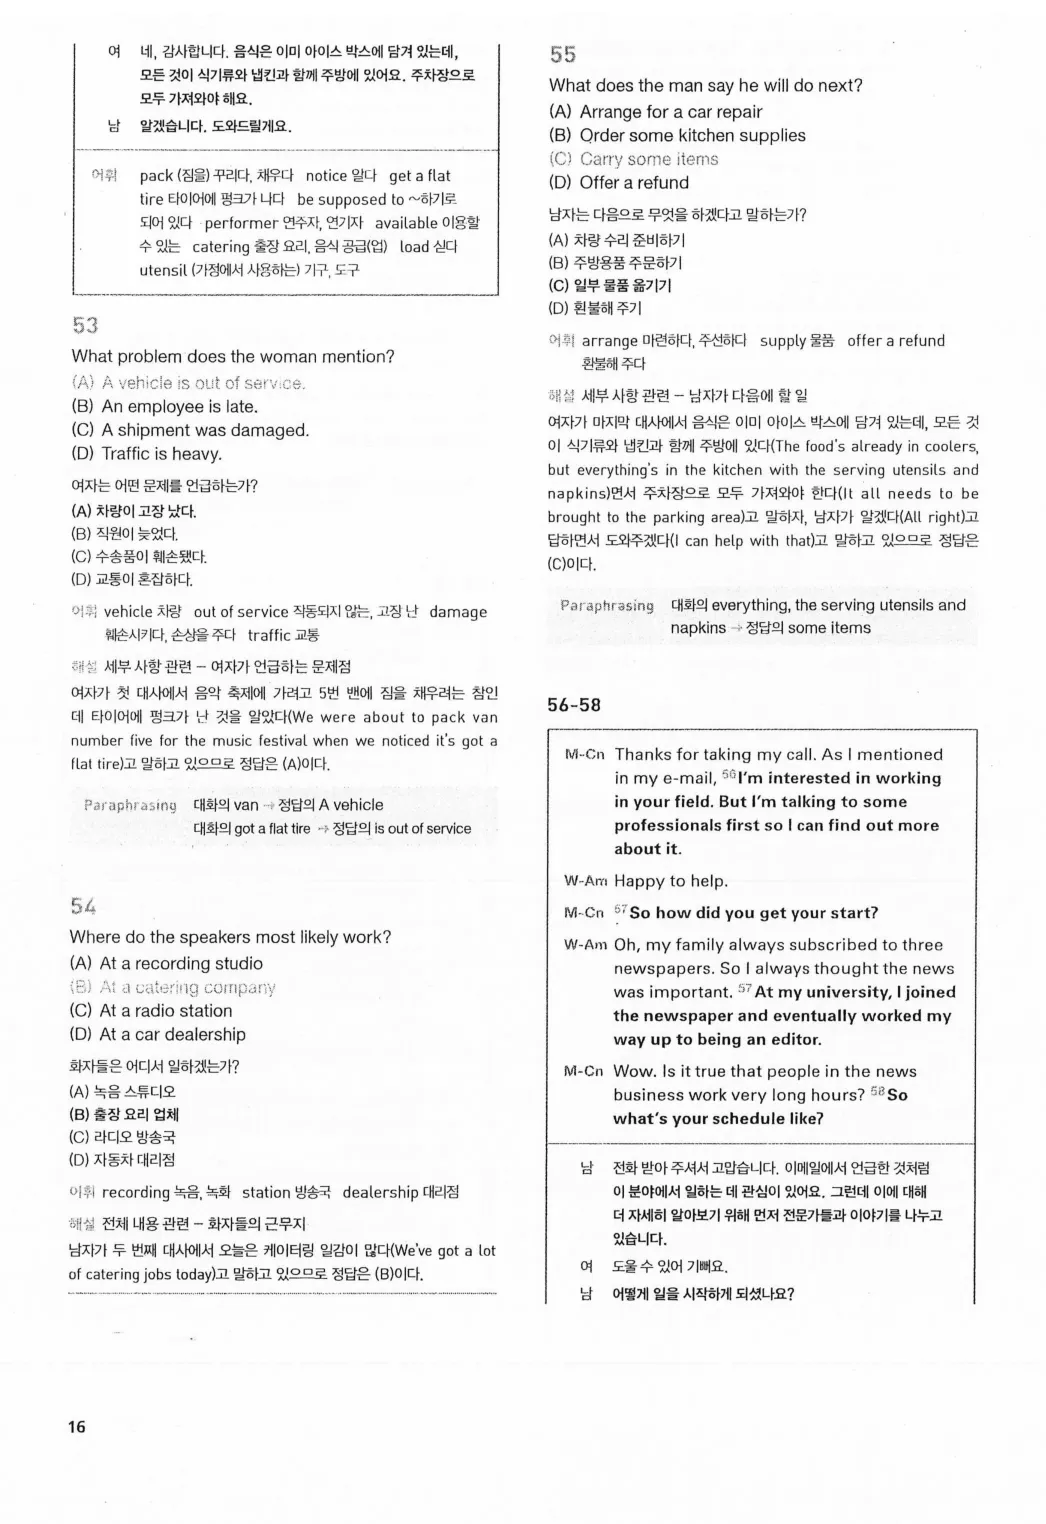 여 네, 감사합니다. 음식은 이미 아이스 박스에 담겨 있는데,
모든 것이 식기류와 냅킨과 함께 주방에 있어요. 주차장으로
모두 가져와야 해요.
남 알겠습니다. 도와드릴게요.
어휘 pack (짐을) 꾸리다, 채우다 notice 알다 get a flat
tire 타이어에 펑크가 나다 be supposed to ~하기로
되어 있다 performer 연주자, 연기자 available 이용할
수 있는 catering 출장 요리, 음식 공급(업) load 싣다
utensil (가정에서 사용하는) 기구, 도구
53
What problem does the woman mention?
(A) A vehicle is out of service.
(B) An employee is late.
(C) A shipment was damaged.
(D) Traffic is heavy.
여자는 어떤 문제를 언급하는가?
(A) 차량이 고장 났다.
(B) 직원이 늦었다.
(C) 수송품이 훼손됐다.
(D) 교통이 혼잡하다.
어휘 vehicle 차량 out of service 작동되지 않는, 고장 난 damage
훼손시키다, 손상을 주다 traffic 교통
해설 세부 사항 관련 – 여자가 언급하는 문제점
여자가 첫 대사에서 음악 축제에 가려고 5번 밴에 짐을 채우려는 참인
데 타이어에 펑크가 난 것을 알았다(We were about to pack van
number five for the music festival when we noticed it's got a
flat tire)고 말하고 있으므로 정답은 (A)이다.
Paraphrasing 대화의 van → 정답의 A vehicle
대화의 got a flat tire → 정답의 is out of service
54
Where do the speakers most likely work?
(A) At a recording studio
(B) At a catering company
(C) At a radio station
(D) At a car dealership
화자들은 어디서 일하겠는가?
(A) 녹음 스튜디오
(B) 출장 요리 업체
(C) 라디오 방송국
(D) 자동차 대리점
어휘 recording 녹음, 녹화 station 방송국 dealership 대리점
해설 전체 내용 관련 – 화자들의 근무지
남자가 두 번째 대사에서 오늘은 케이터링 일감이 많다(We've got a lot
of catering jobs today)고 말하고 있으므로 정답은 (B)이다.
16
55
What does the man say he will do next?
(A) Arrange for a car repair
(B) Order some kitchen supplies
(C) Carry some items
(D) Offer a refund
남자는 다음으로 무엇을 하겠다고 말하는가?
(A) 차량 수리 준비하기
(B) 주방용품 주문하기
(C) 일부 물품 옮기기
(D) 환불해 주기
어휘 arrange 마련하다, 주선하다 supply 물품 offer a refund
환불해 주다
해설 세부 사항 관련 – 남자가 다음에 할 일
여자가 마지막 대사에서 음식은 이미 아이스 박스에 담겨 있는데, 모든 것
이 식기류와 냅킨과 함께 주방에 있다(The food's already in coolers,
but everything's in the kitchen with the serving utensils and
napkins)면서 주차장으로 모두 가져와야 한다(It all needs to be
brought to the parking area)고 말하자, 남자가 알겠다(All right)고
답하면서 도와주겠다(I can help with that)고 말하고 있으므로 정답은
(C)이다.
Paraphrasing 대화의 everything, the serving utensils and
napkins → 정답의 some items
56-58
M-Cn Thanks for taking my call. As I mentioned
in my e-mail, 56I'm interested in working
in your field. But I'm talking to some
professionals first so I can find out more
about it.
W-Am Happy to help.
M-Cn 57So how did you get your start?
W-Am Oh, my family always subscribed to three
newspapers. So I always thought the news
was important. 57At my university, I joined
the newspaper and eventually worked my
way up to being an editor.
M-Cn Wow. Is it true that people in the news
business work very long hours? 58So
what's your schedule like?
남 전화 받아 주셔서 고맙습니다. 이메일에서 언급한 것처럼
이 분야에서 일하는 데 관심이 있어요. 그런데 이에 대해
더 자세히 알아보기 위해 먼저 전문가들과 이야기를 나누고
있습니다.
여 도울 수 있어 기뻐요.
남 어떻게 일을 시작하게 되셨나요?